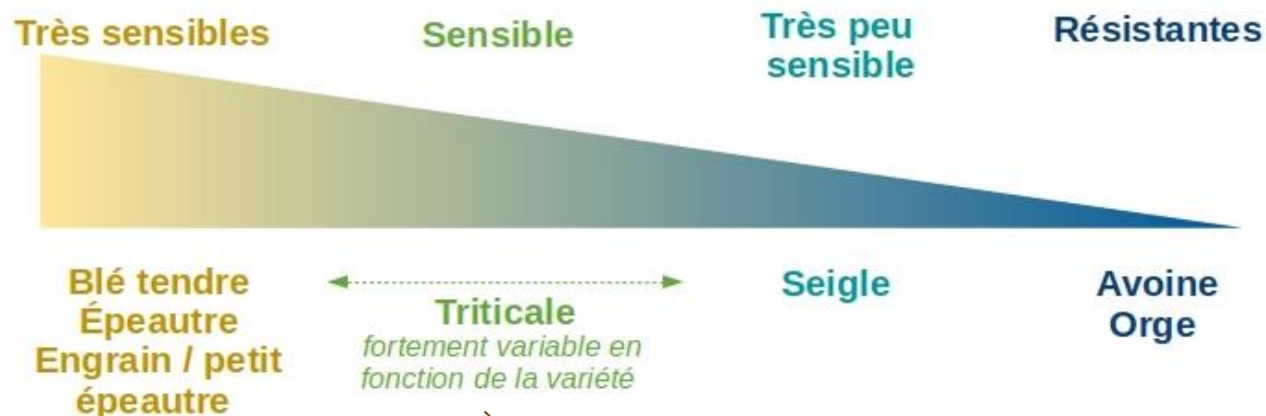 Très sensibles
Sensible
Très peu
sensible
Résistantes
Blé tendre
Épeautre
Engrain / petit
épeautre
Triticale
fortement variable en
fonction de la variété
Seigle
Avoine
Orge